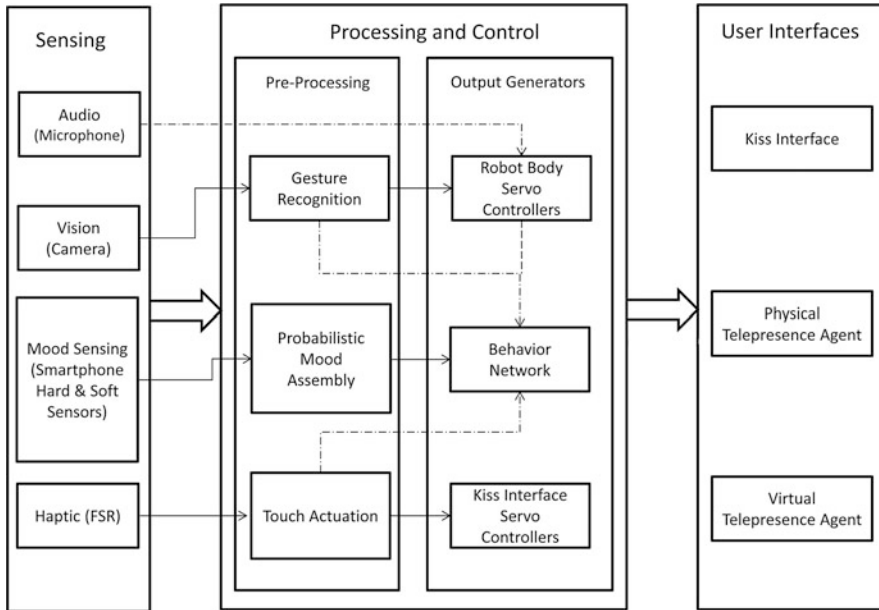 Sensing
Audio
(Microphone)
Vision
(Camera)
Mood Sensing
(Smartphone
Hard & Soft
Sensors)
Haptic (FSR)
Processing and Control
Pre-Processing
Gesture
Recognition
Probabilistic
Mood
Assembly
Touch Actuation
Output Generators
Robot Body
Servo
Controllers
Behavior
Network
Kiss Interface
Servo
Controllers
User Interfaces
Kiss Interface
Physical
Telepresence Agent
Virtual
Telepresence Agent